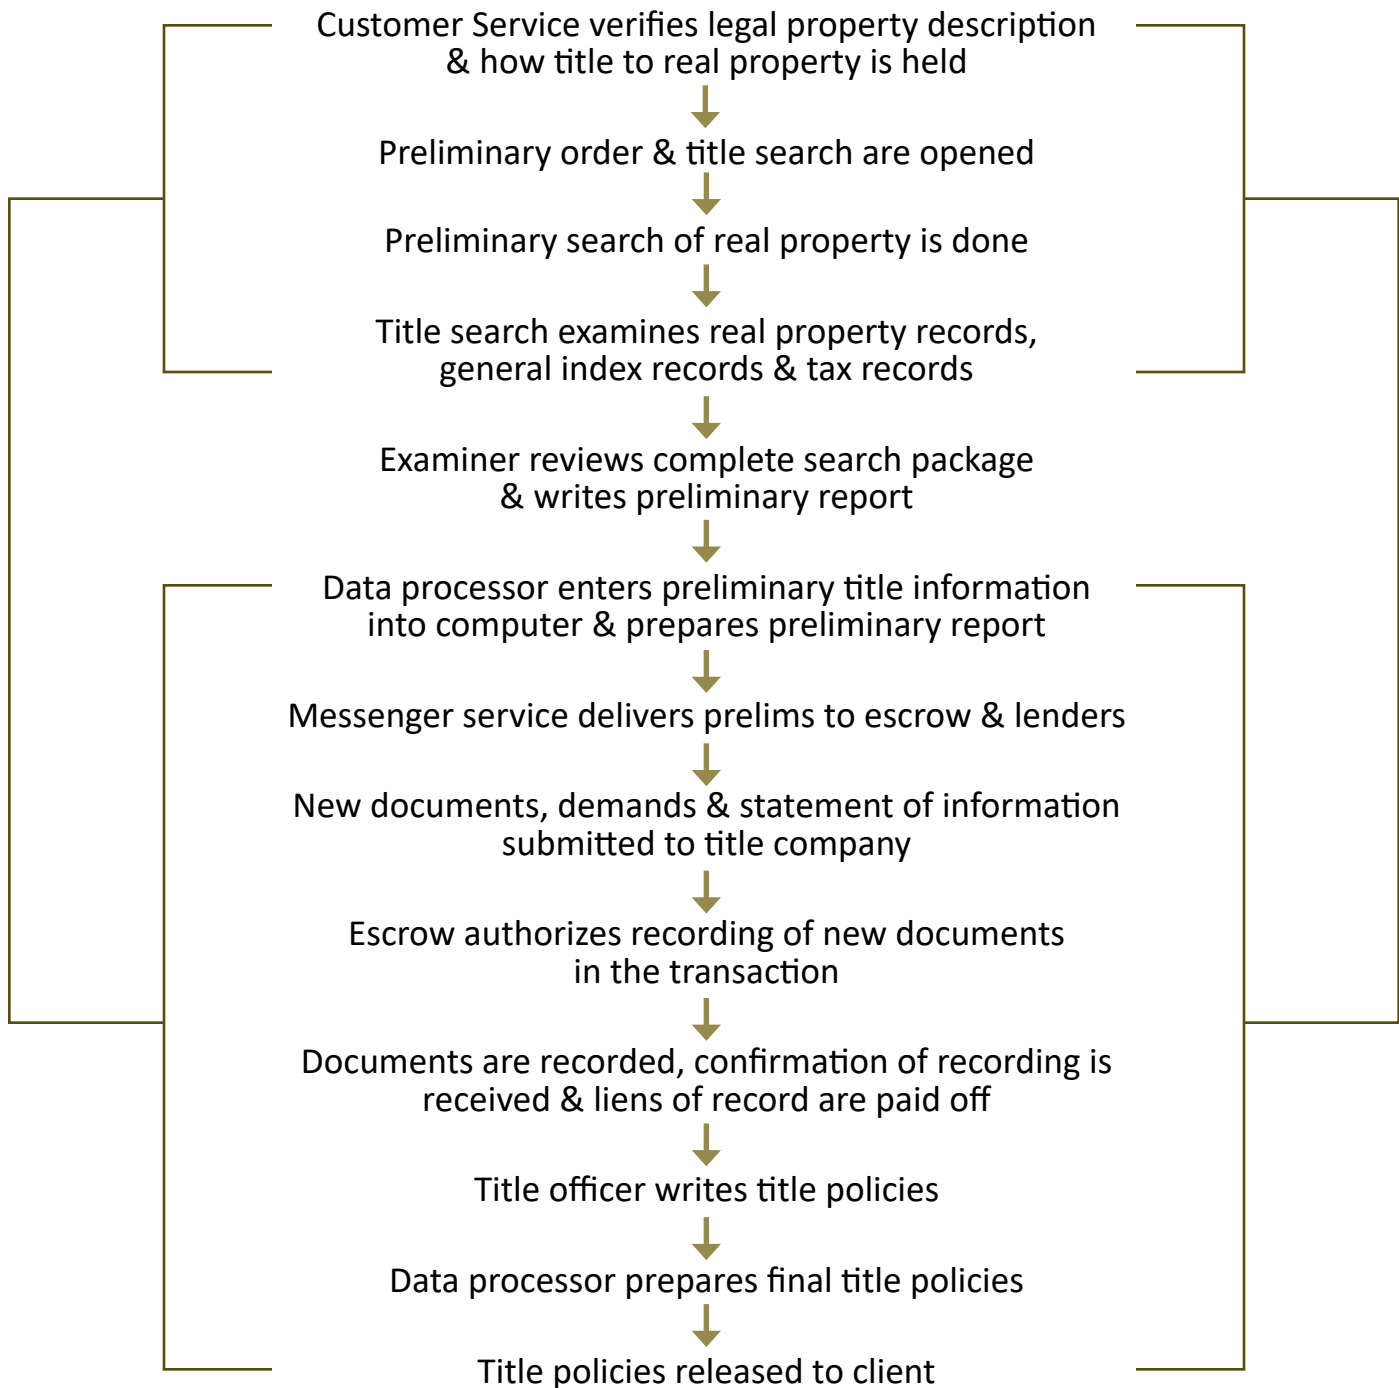 Customer Service verifies legal property description
& how title to real property is held
Preliminary order & title search are opened
Preliminary search of real property is done
Title search examines real property records,
general index records & tax records
Examiner reviews complete search package
& writes preliminary report
Data processor enters preliminary title information
into computer & prepares preliminary report
Messenger service delivers prelims to escrow & lenders
New documents, demands & statement of information
submitted to title company
Escrow authorizes recording of new documents
in the transaction
Documents are recorded, confirmation of recording is
received & liens of record are paid off
Title officer writes title policies
Data processor prepares final title policies
Title policies released to client